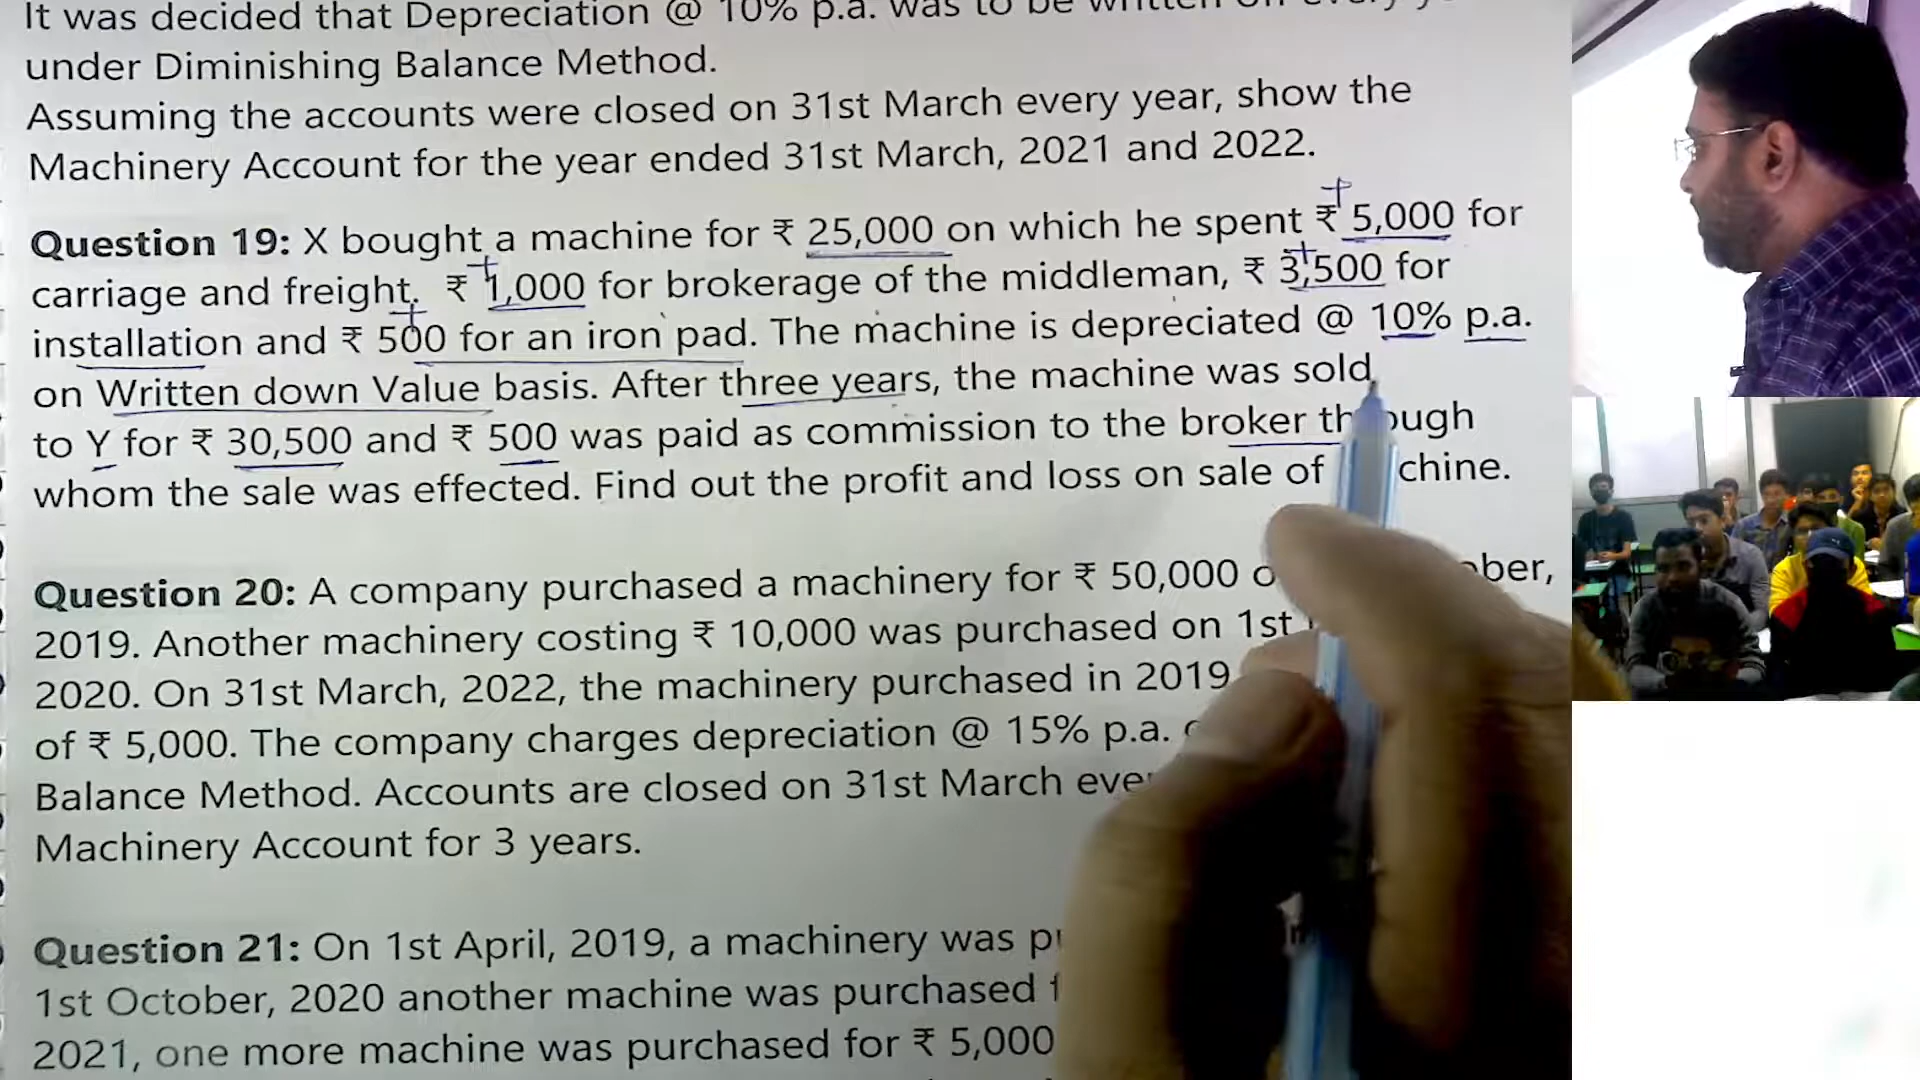 It was decided that Depreciation @ 10% p.a. was to be written off every
under Diminishing Balance Method.
Assuming the accounts were closed on 31st March every year, show the
Machinery Account for the year ended 31st March, 2021 and 2022.
Question 19: X bought a machine for ₹ 25,000 on which he spent ₹ 5,000 for
carriage and freight. ₹ 1,000 for brokerage of the middleman, ₹ 3,500 for
installation and ₹ 500 for an iron pad. The machine is depreciated @ 10% p.a.
on Written down Value basis. After three years, the machine was sold
to Y for ₹ 30,500 and ₹ 500 was paid as commission to the broker through
whom the sale was effected. Find out the profit and loss on sale of
Question 20: A company purchased a machinery for ₹ 50,000
2019. Another machinery costing ₹ 10,000 was purchased on 1st
2020. On 31st March, 2022, the machinery purchased in 2019
of ₹ 5,000. The company charges depreciation @ 15% p.a.
Balance Method. Accounts are closed on 31st March
Machinery Account for 3 years.
Question 21: On 1st April, 2019, a machinery was
1st October, 2020 another machine was purchased
2021, one more machine was purchased for ₹ 5,000